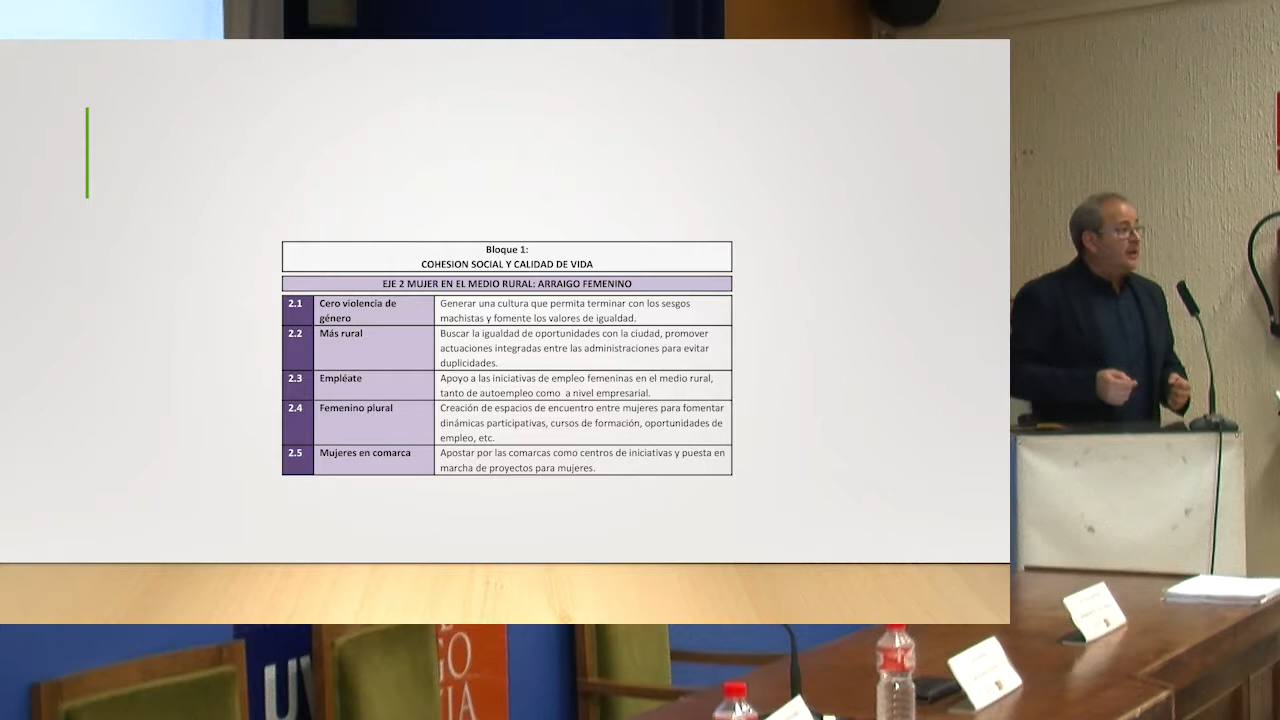 Bloque 1:
COHESION SOCIAL Y CALIDAD DE VIDA
EJE 2 MUJER EN EL MEDIO RURAL: ARRAIGO FEMENINO
2.1 Cero violencia de género
Generar una cultura que permita terminar con los sesgos
machistas y fomente los valores de igualdad.
2.2 Más rural
Buscar la igualdad de oportunidades con la ciudad, promover
actuaciones integradas entre las administraciones para evitar
duplicidades.
2.3 Empléate
Apoyo a las iniciativas de empleo femeninas en el medio rural,
tanto de autoempleo como a nivel empresarial.
2.4 Femenino plural
Creación de espacios de encuentro entre mujeres para fomentar
dinámicas participativas, cursos de formación, oportunidades de
empleo, etc.
2.5 Mujeres en comarca
Apostar por las comarcas como centros de iniciativas y puesta en
marcha de proyectos para mujeres.